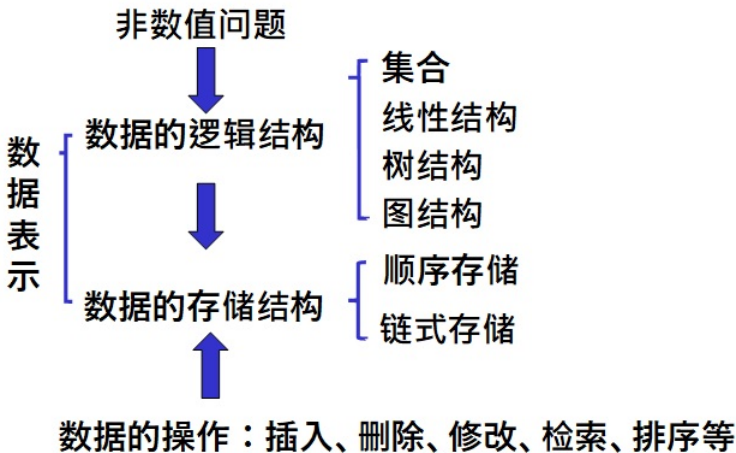 非数值问题
数据表示
数据的逻辑结构
集合
线性结构
树结构
图结构
数据的存储结构
顺序存储
链式存储
数据的操作：插入、删除、修改、检索、排序等